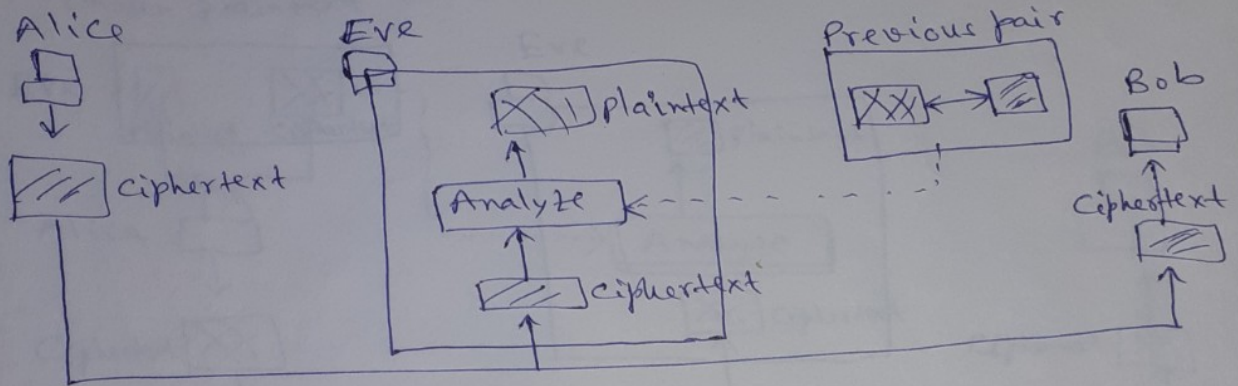 Alice
Eve
Previous pair
Bob
Plaintext
Ciphertext
Analyze
Ciphertext
Ciphertext